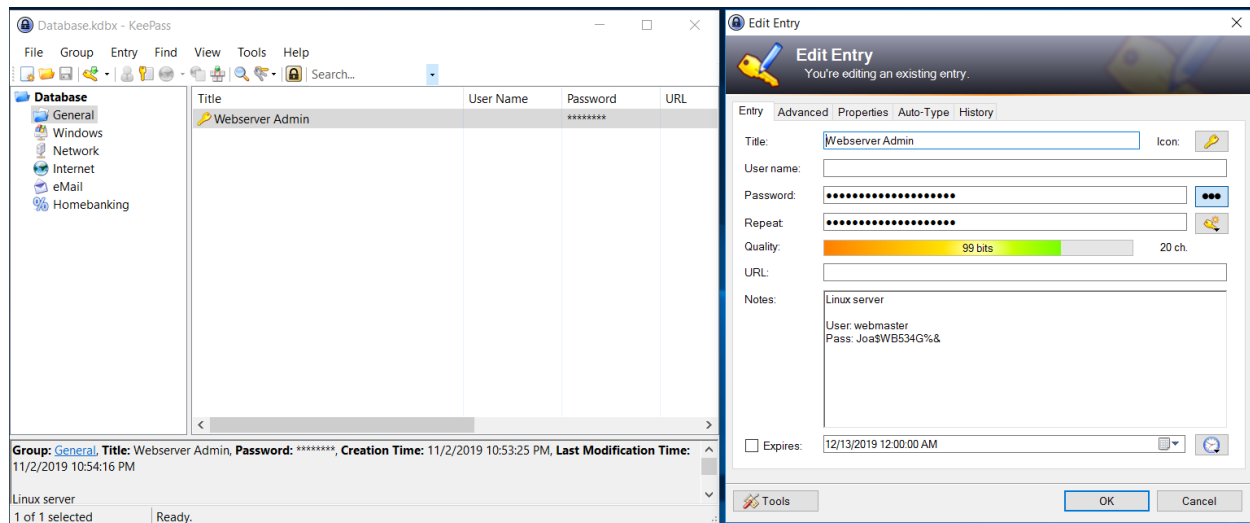 Database.kdbx - KeePass
File Group Entry Find View Tools Help
Search...
Database
General
Windows
Network
Internet
eMail
Homebanking
Title User Name Password URL
Webserver Admin ********
Group: General, Title: Webserver Admin, Password: ********, Creation Time: 11/2/2019 10:53:25 PM, Last Modification Time:
11/2/2019 10:54:16 PM
Linux server
1 of 1 selected Ready.
Edit Entry
Edit Entry
You're editing an existing entry.
Entry Advanced Properties Auto-Type History
Title: Webserver Admin Icon:
User name:
Password: ••••••••••••••••••••
Repeat: ••••••••••••••••••••
Quality: 99 bits 20 ch.
URL:
Notes: Linux server
User: webmaster
Pass: Joa$WB534G%&
Expires: 12/13/2019 12:00:00 AM
Tools OK Cancel